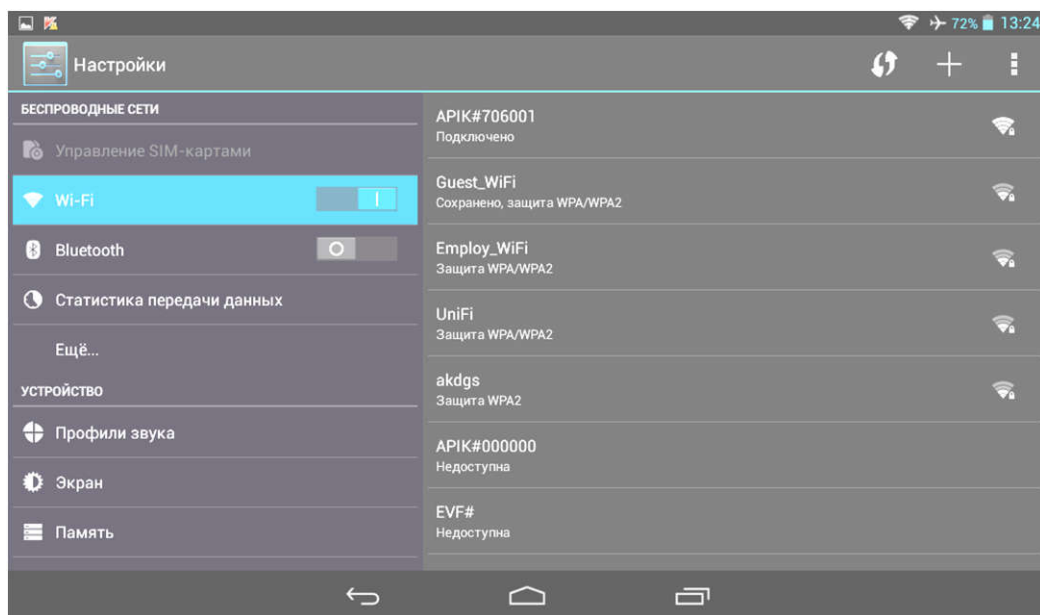 72% 13:24
Настройки
БЕСПРОВОДНЫЕ СЕТИ
Управление SIM-картами
Wi-Fi
Bluetooth
Статистика передачи данных
Ещё...
УСТРОЙСТВО
Профили звука
Экран
Память
APIK#706001
Подключено
Guest_WiFi
Сохранено, защита WPA/WPA2
Employ_WiFi
Защита WPA/WPA2
UniFi
Защита WPA/WPA2
akdgs
Защита WPA2
APIK#000000
Недоступна
EVF#
Недоступна